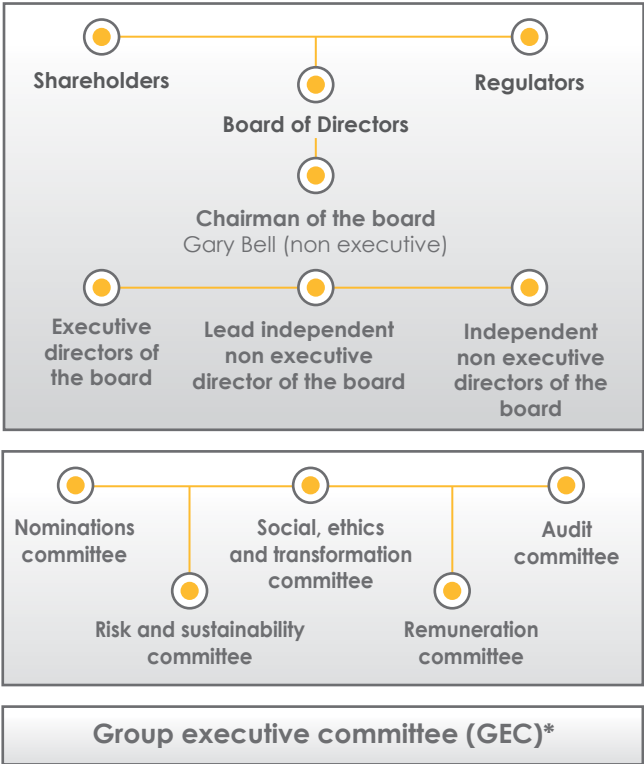 Shareholders
Regulators
Board of Directors
Chairman of the board
Gary Bell (non executive)
Executive
directors of
the board
Lead independent
non executive
director of the board
Independent
non executive
directors of the
board
Nominations
committee
Social, ethics
and transformation
committee
Audit
committee
Risk and sustainability
committee
Remuneration
committee
Group executive committee (GEC)*